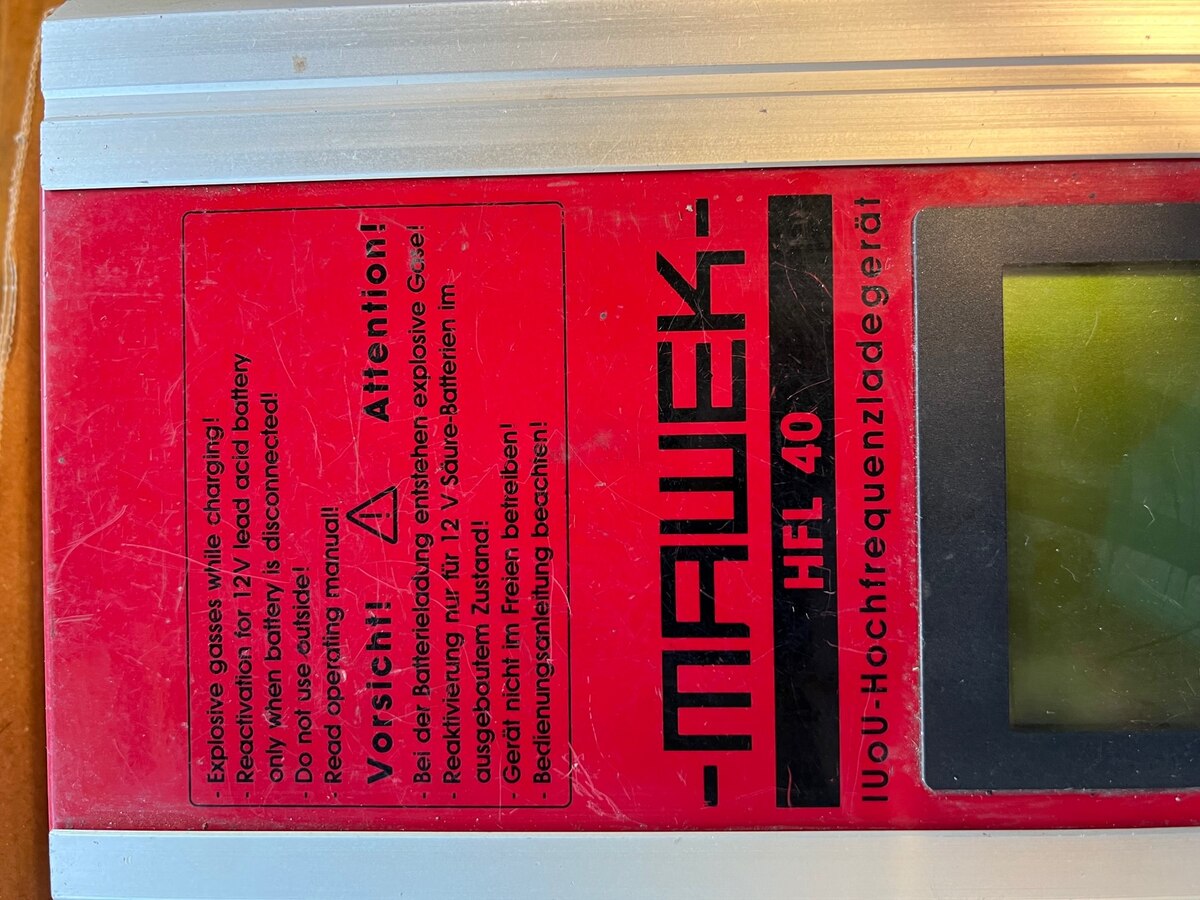 - Explosive gasses while charging!
- Reactivation for 12V lead acid battery
only when battery is disconnected!
- Do not use outside!
- Read operating manual!
Vorsicht! Attention!
- Bei der Batterieladung entstehen explosive Gase!
- Reaktivierung nur für 12 V Säure-Batterien im
ausgebautem Zustand!
- Gerät nicht im Freien betreiben!
- Bedienungsanleitung beachten!
-MAWEK-
HFL 40
IUoU-Hochfrequenzladegerät